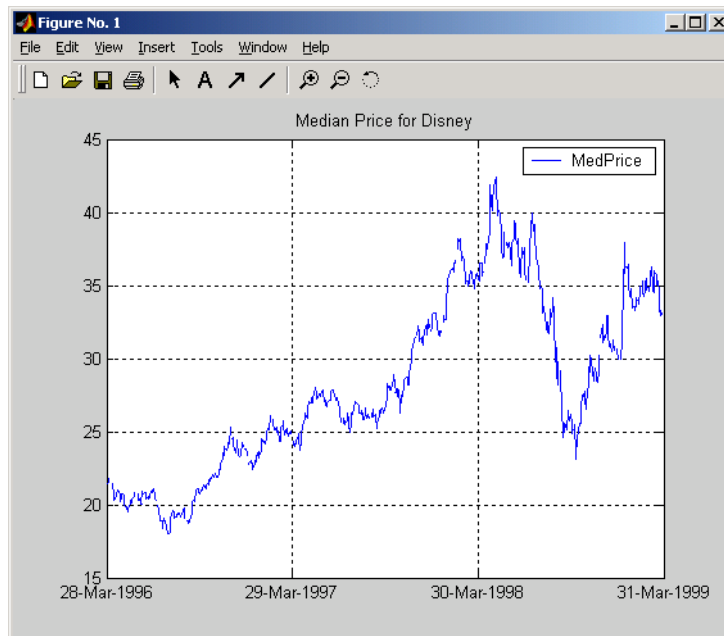 Figure No. 1
File Edit View Insert Tools Window Help
A
Median Price for Disney
MedPrice
45
40
35
30
25
20
15
28-Mar-1996 29-Mar-1997 30-Mar-1998 31-Mar-1999